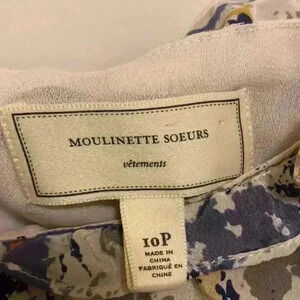 MOULINETTE SOEURS
vêtements
10P
MADE IN
CHINA
FABRIQUÉ EN
CHINE